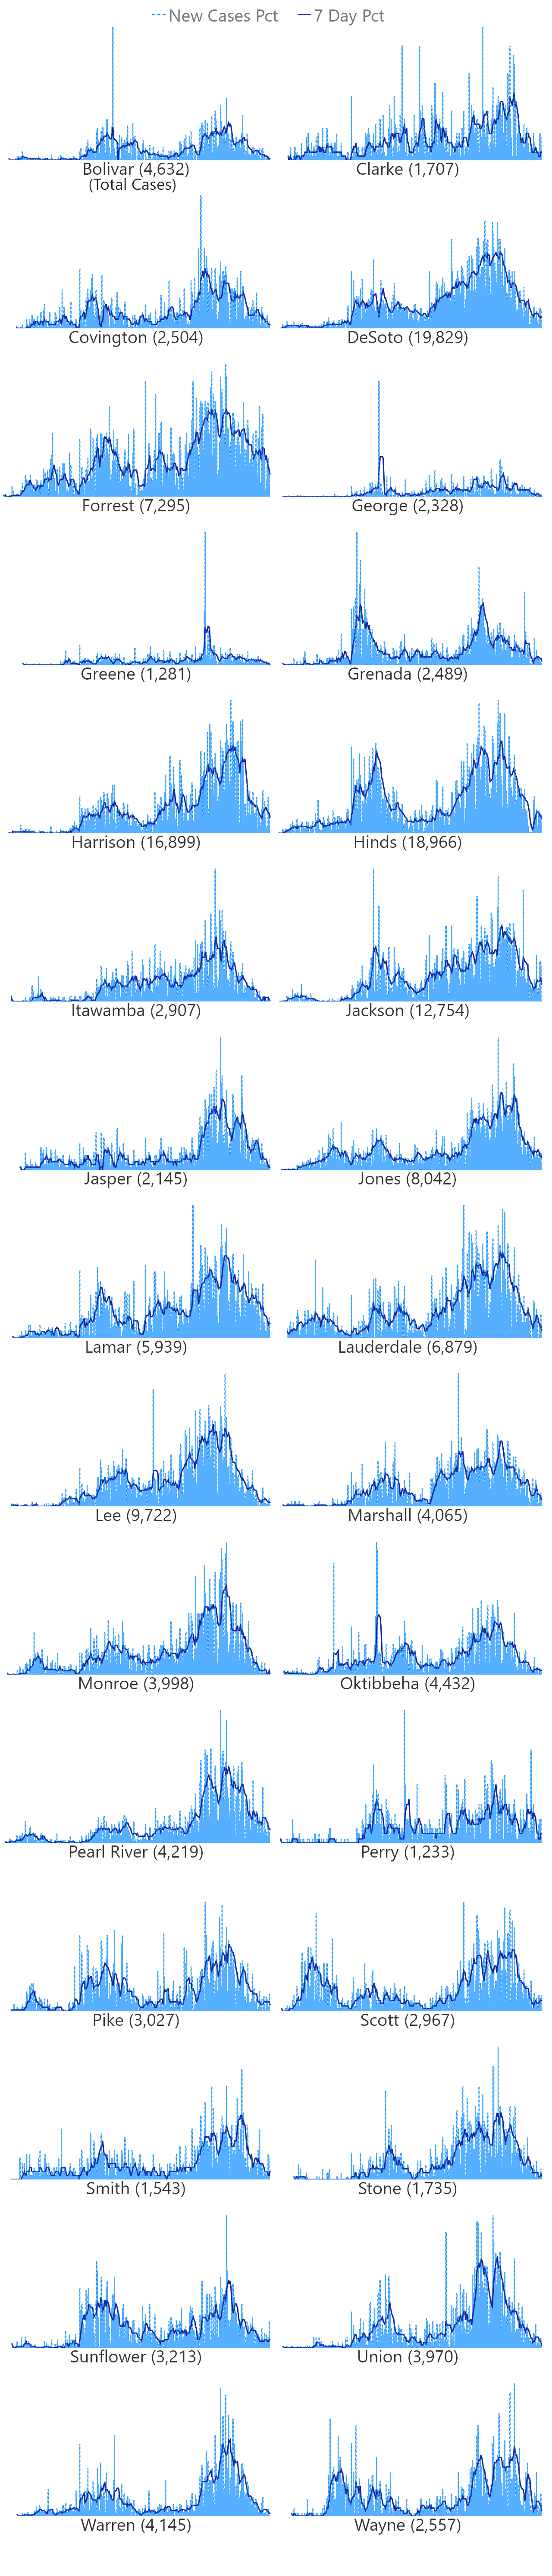 New Cases Pct 7 Day Pct
Bolivar (4,632) Clarke (1,707)
(Total Cases)
Covington (2,504) DeSoto (19,829)
Forrest (7,295) George (2,328)
Greene (1,281) Grenada (2,489)
Harrison (16,899) Hinds (18,966)
Itawamba (2,907) Jackson (12,754)
Jasper (2,145) Jones (8,042)
Lamar (5,939) Lauderdale (6,879)
Lee (9,722) Marshall (4,065)
Monroe (3,998) Oktibbeha (4,432)
Pearl River (4,219) Perry (1,233)
Pike (3,027) Scott (2,967)
Smith (1,543) Stone (1,735)
Sunflower (3,213) Union (3,970)
Warren (4,145) Wayne (2,557)